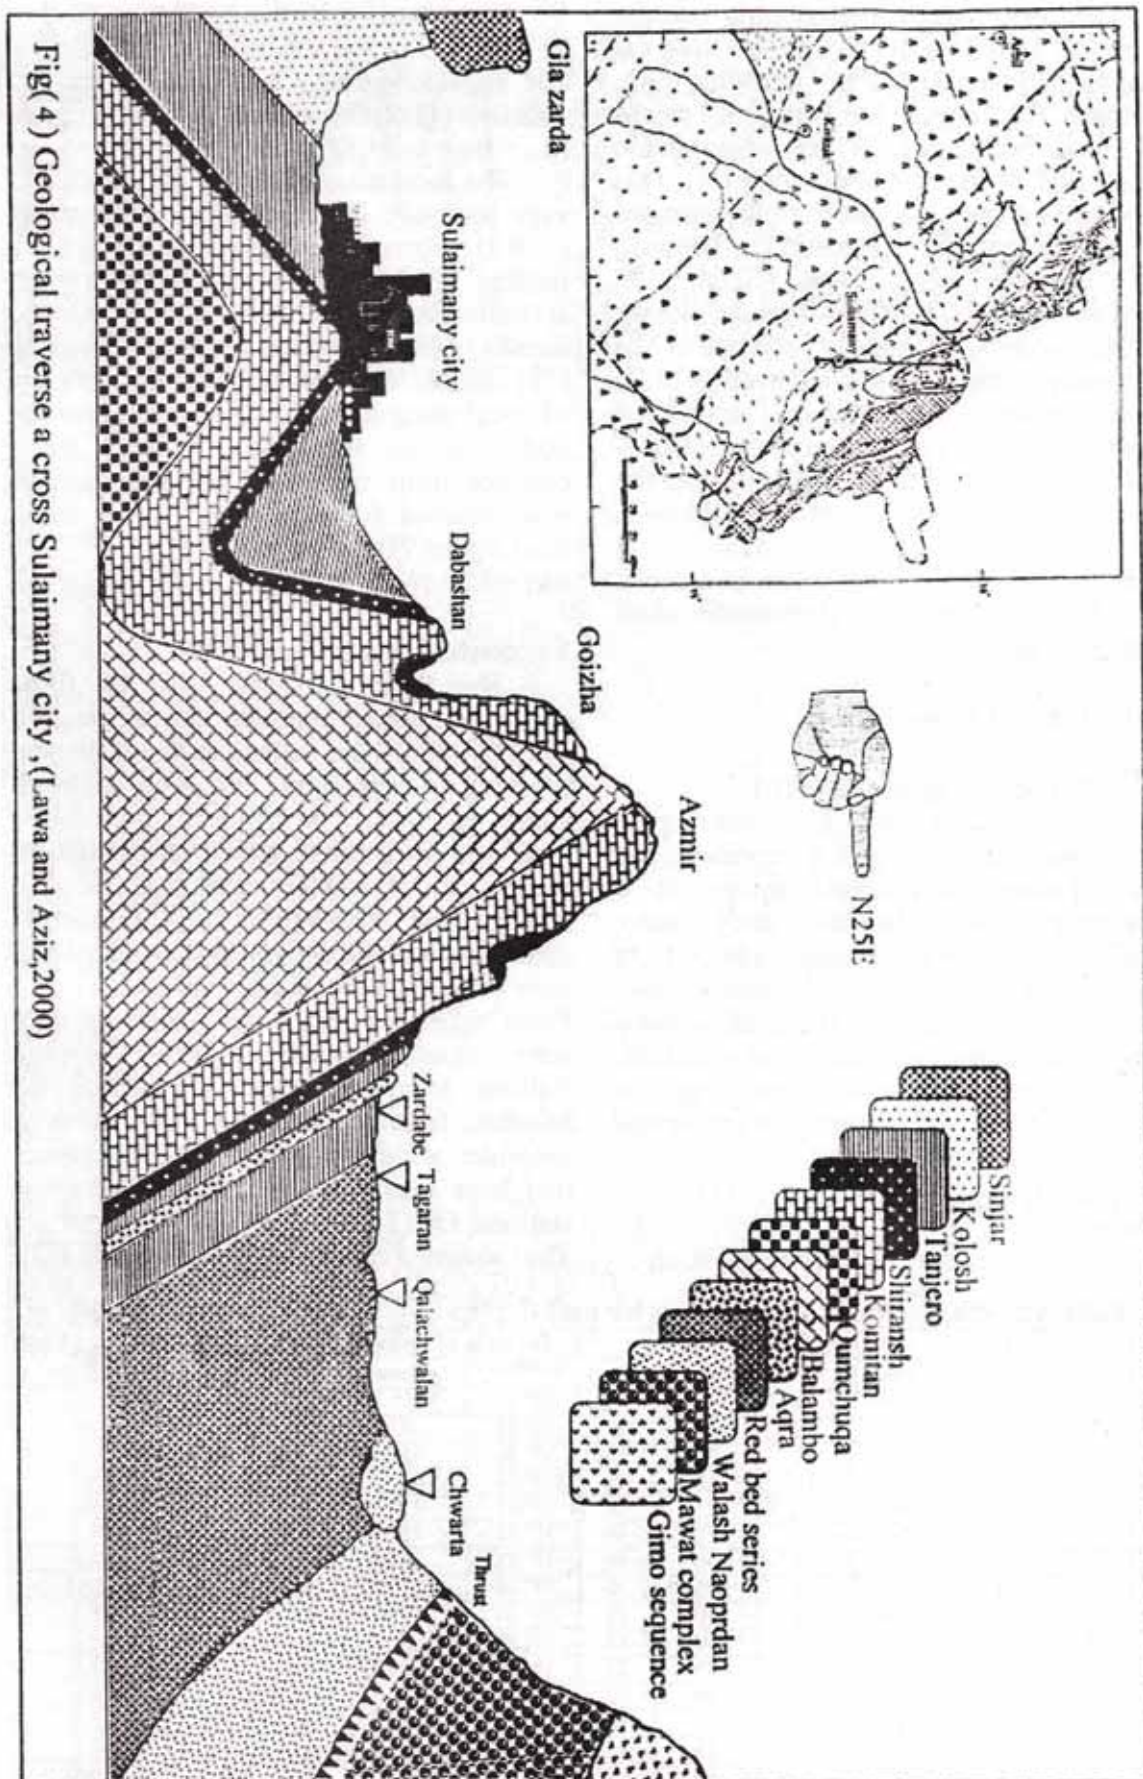 Gla zarda
Sulaimany city
Dabashan
Goizha
Azmir
N25E
Zardabe
Tagaran
Qalachwalan
Chwarta
Thrust
Sinjar
Kolosh
Tanjero
Shiransh
Komitan
Qumchuqa
Balambo
Aqra
Red bed series
Walash Naoprdan
Mawat complex
Gimo sequence
Fig( 4 ) Geological traverse a cross Sulaimany city ,(Lawa and Aziz,2000)